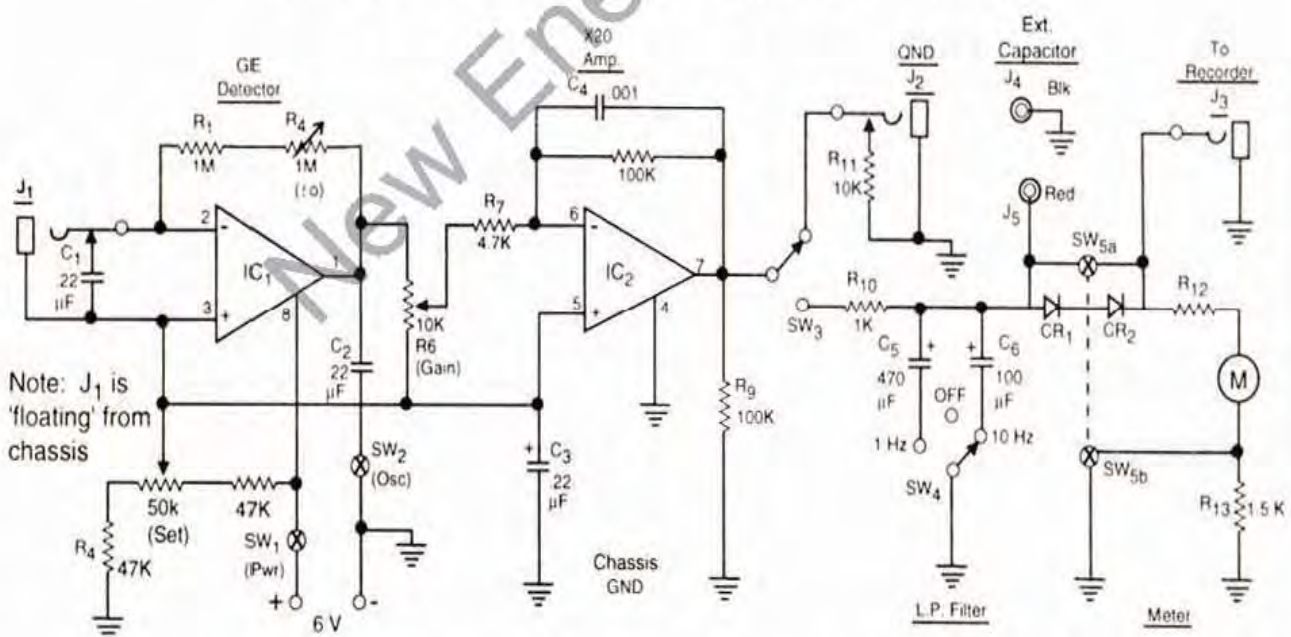 New Ene
GE
Detector
R1
1M
R4
1M
J1
C1
.22
μF
2
-
3
+
IC1
1
8
C2
.22
μF
SW2
(Osc)
10K
R6
(Gain)
X20
Amp.
C4
.001
100K
R7
4.7K
6
-
5
+
IC2
7
4
C3
+
.22
μF
R9
100K
Note: J1 is
'floating' from
chassis
50k
(Set)
47K
R4
47K
SW1
(Pwr)
+
6 V
-
Chassis
GND
QND
J2
R11
10K
SW3
R10
1K
C5
+
470
μF
C6
+
100
μF
OFF
1 Hz
10 Hz
SW4
L.P. Filter
Ext.
Capacitor
J4
Blk
Red
J5
SW5a
CR1
CR2
To
Recorder
J3
R12
M
SW5b
R13
1.5 K
Meter